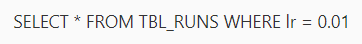 SELECT * FROM TBL_RUNS WHERE lr = 0.01